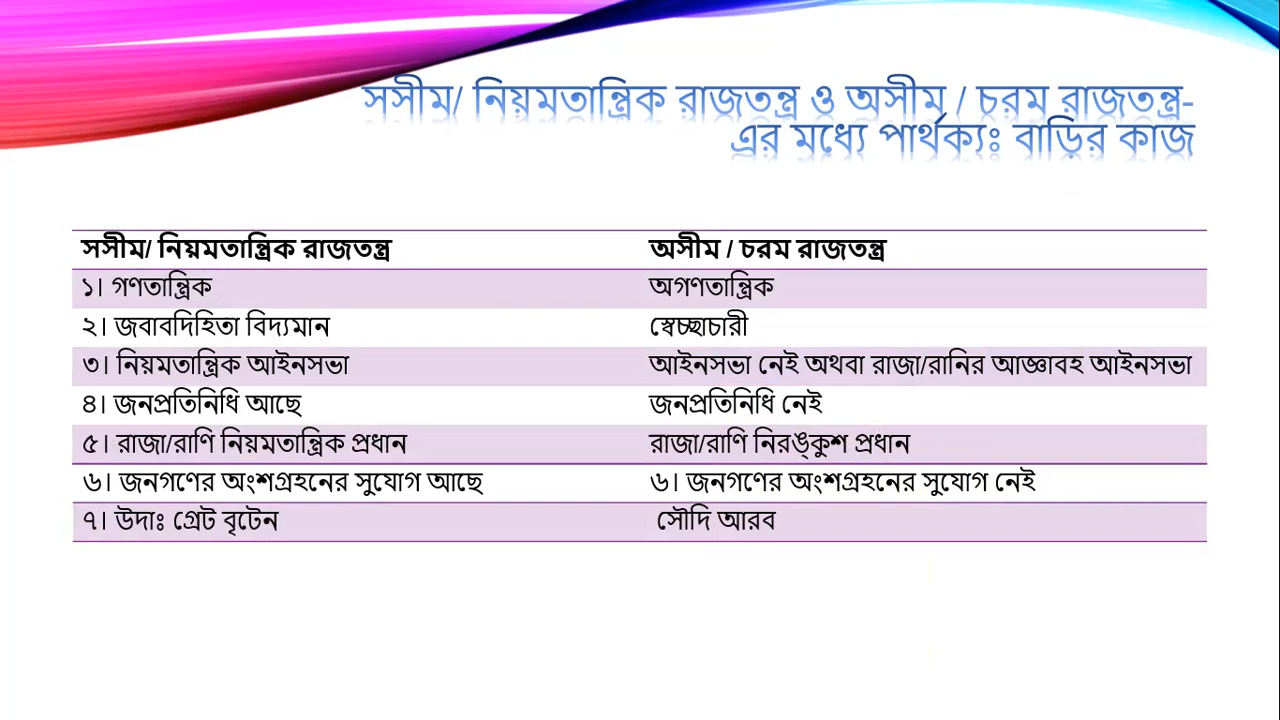 সসীম/ নিয়মতান্ত্রিক রাজতন্ত্র ও অসীম / চরম রাজতন্ত্র-
এর মধ্যে পার্থক্যঃ বাড়ির কাজ
সসীম/ নিয়মতান্ত্রিক রাজতন্ত্র অসীম / চরম রাজতন্ত্র
১। গণতান্ত্রিক অগণতান্ত্রিক
২। জবাবদিহিতা বিদ্যমান স্বেচ্ছাচারী
৩। নিয়মতান্ত্রিক আইনসভা আইনসভা নেই অথবা রাজা/রানির আজ্ঞাবহ আইনসভা
৪। জনপ্রতিনিধি আছে জনপ্রতিনিধি নেই
৫। রাজা/রাণি নিয়মতান্ত্রিক প্রধান রাজা/রাণি নিরঙ্কুশ প্রধান
৬। জনগণের অংশগ্রহনের সুযোগ আছে ৬। জনগণের অংশগ্রহনের সুযোগ নেই
৭। উদাঃ গ্রেট বৃটেন সৌদি আরব